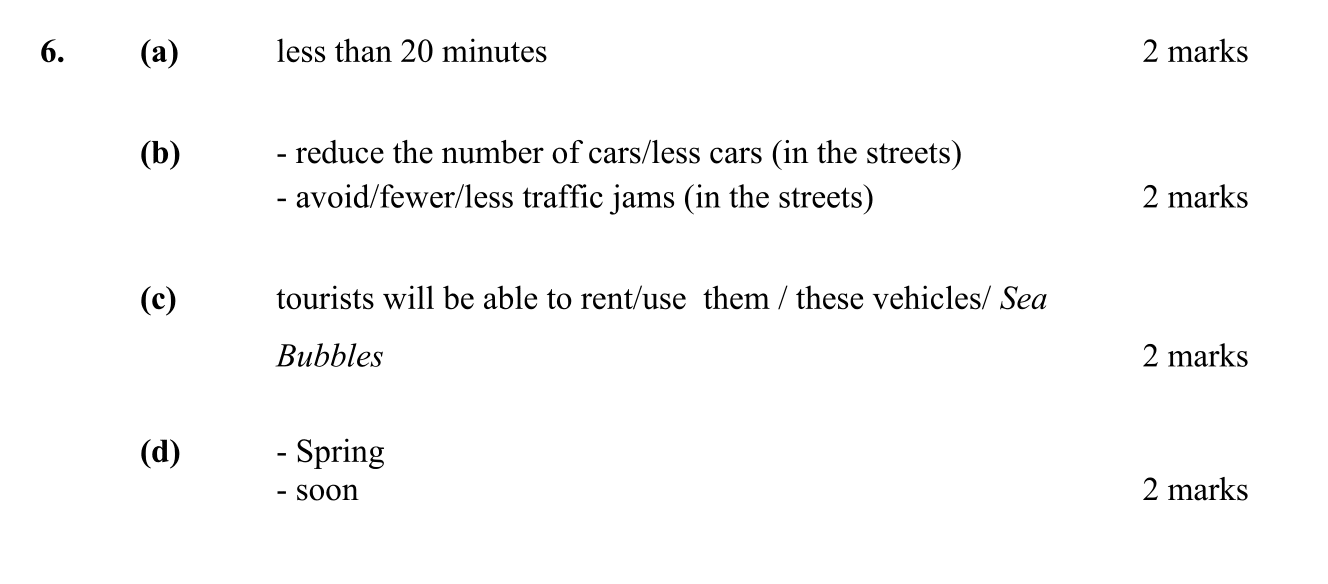 6. (a) less than 20 minutes 2 marks
(b) - reduce the number of cars/less cars (in the streets)
- avoid/fewer/less traffic jams (in the streets) 2 marks
(c) tourists will be able to rent/use them / these vehicles/ Sea
Bubbles 2 marks
(d) - Spring
- soon 2 marks